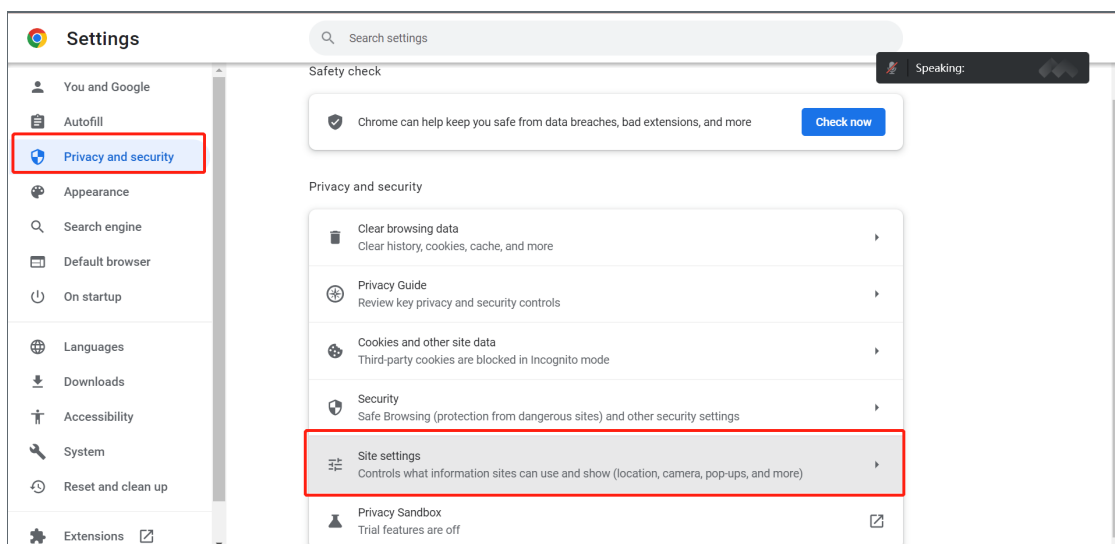 Settings
Search settings
Speaking:
You and Google
Autofill
Privacy and security
Appearance
Search engine
Default browser
On startup
Languages
Downloads
Accessibility
System
Reset and clean up
Extensions
Safety check
Chrome can help keep you safe from data breaches, bad extensions, and more
Check now
Privacy and security
Clear browsing data
Clear history, cookies, cache, and more
Privacy Guide
Review key privacy and security controls
Cookies and other site data
Third-party cookies are blocked in Incognito mode
Security
Safe Browsing (protection from dangerous sites) and other security settings
Site settings
Controls what information sites can use and show (location, camera, pop-ups, and more)
Privacy Sandbox
Trial features are off